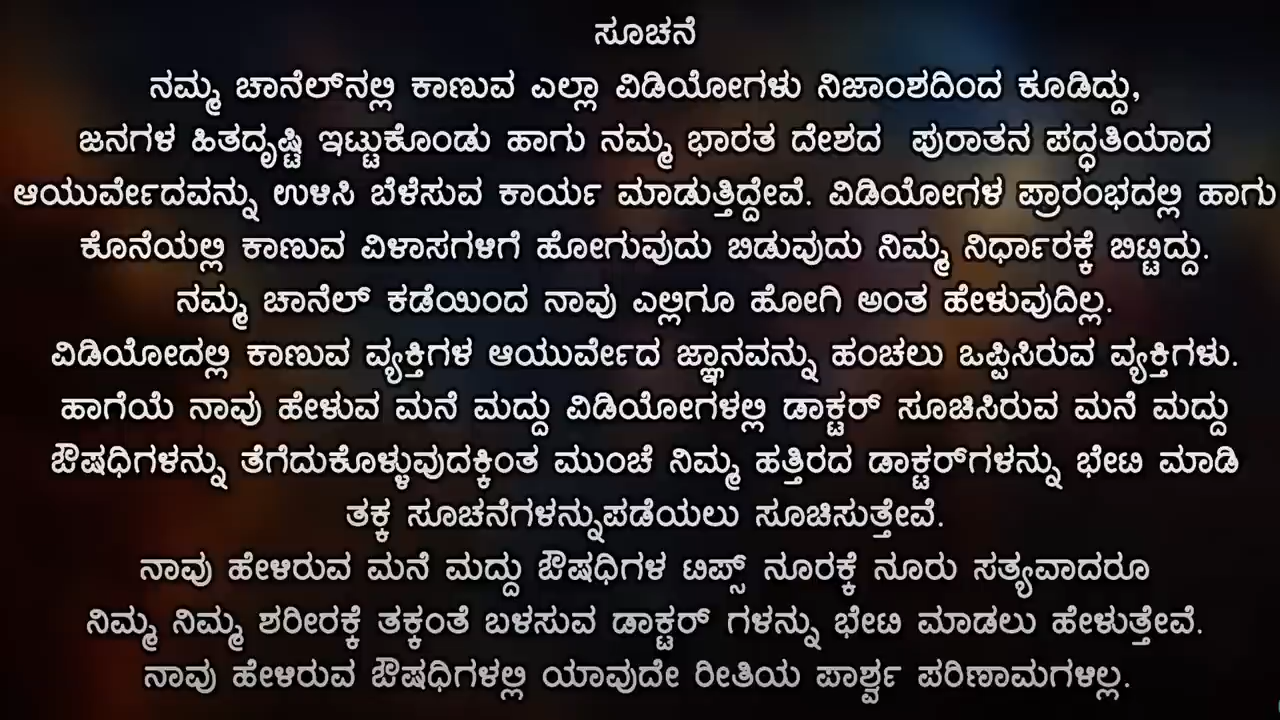 ಸೂಚನೆ
ನಮ್ಮ ಚಾನೆಲ್‌ನಲ್ಲಿ ಕಾಣುವ ಎಲ್ಲಾ ವಿಡಿಯೋಗಳು ನಿಜಾಂಶದಿಂದ ಕೂಡಿದ್ದು,
ಜನಗಳ ಹಿತದೃಷ್ಟಿ ಇಟ್ಟುಕೊಂಡು ಹಾಗು ನಮ್ಮ ಭಾರತ ದೇಶದ ಪುರಾತನ ಪದ್ಧತಿಯಾದ
ಆಯುರ್ವೇದವನ್ನು ಉಳಿಸಿ ಬೆಳೆಸುವ ಕಾರ್ಯ ಮಾಡುತ್ತಿದ್ದೇವೆ. ವಿಡಿಯೋಗಳ ಪ್ರಾರಂಭದಲ್ಲಿ ಹಾಗು
ಕೊನೆಯಲ್ಲಿ ಕಾಣುವ ವಿಳಾಸಗಳಿಗೆ ಹೋಗುವುದು ಬಿಡುವುದು ನಿಮ್ಮ ನಿರ್ಧಾರಕ್ಕೆ ಬಿಟ್ಟಿದ್ದು.
ನಮ್ಮ ಚಾನೆಲ್ ಕಡೆಯಿಂದ ನಾವು ಎಲ್ಲಿಗೂ ಹೋಗಿ ಅಂತ ಹೇಳುವುದಿಲ್ಲ.
ವಿಡಿಯೋದಲ್ಲಿ ಕಾಣುವ ವ್ಯಕ್ತಿಗಳ ಆಯುರ್ವೇದ ಜ್ಞಾನವನ್ನು ಹಂಚಲು ಒಪ್ಪಿಸಿರುವ ವ್ಯಕ್ತಿಗಳು.
ಹಾಗೆಯೆ ನಾವು ಹೇಳುವ ಮನೆ ಮದ್ದು ವಿಡಿಯೋಗಳಲ್ಲಿ ಡಾಕ್ಟರ್ ಸೂಚಿಸಿರುವ ಮನೆ ಮದ್ದು
ಔಷಧಿಗಳನ್ನು ತೆಗೆದುಕೊಳ್ಳುವುದಕ್ಕಿಂತ ಮುಂಚೆ ನಿಮ್ಮ ಹತ್ತಿರದ ಡಾಕ್ಟರ್‌ಗಳನ್ನು ಭೇಟಿ ಮಾಡಿ
ತಕ್ಕ ಸೂಚನೆಗಳನ್ನುಪಡೆಯಲು ಸೂಚಿಸುತ್ತೇವೆ.
ನಾವು ಹೇಳಿರುವ ಮನೆ ಮದ್ದು ಔಷಧಿಗಳ ಟಿಪ್ಸ್ ನೂರಕ್ಕೆ ನೂರು ಸತ್ಯವಾದರೂ
ನಿಮ್ಮ ನಿಮ್ಮ ಶರೀರಕ್ಕೆ ತಕ್ಕಂತೆ ಬಳಸುವ ಡಾಕ್ಟರ್ ಗಳನ್ನು ಭೇಟಿ ಮಾಡಲು ಹೇಳುತ್ತೇವೆ.
ನಾವು ಹೇಳಿರುವ ಔಷಧಿಗಳಲ್ಲಿ ಯಾವುದೇ ರೀತಿಯ ಪಾರ್ಶ್ವ ಪರಿಣಾಮಗಳಿಲ್ಲ.